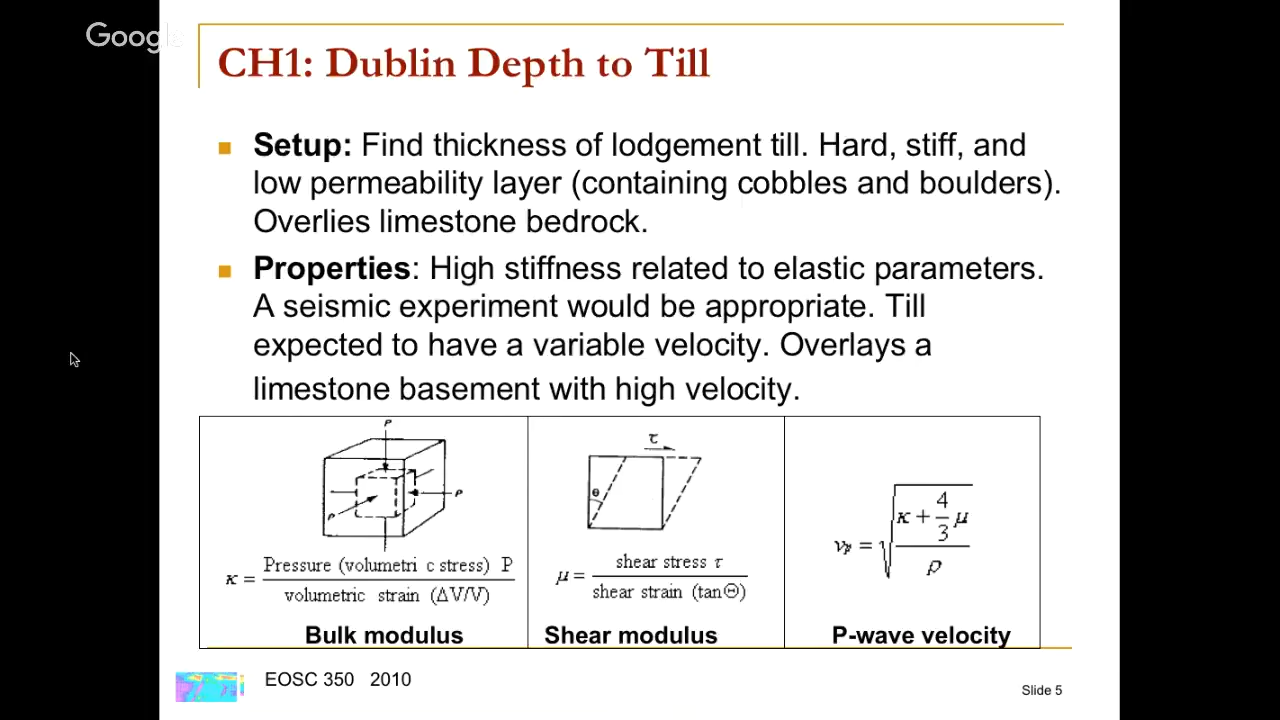 Google
CH1: Dublin Depth to Till
Setup: Find thickness of lodgement till. Hard, stiff, and
low permeability layer (containing cobbles and boulders).
Overlies limestone bedrock.
Properties: High stiffness related to elastic parameters.
A seismic experiment would be appropriate. Till
expected to have a variable velocity. Overlays a
limestone basement with high velocity.
P
P
P
κ = Pressure (volumetri c stress) P / volumetric strain (ΔV/V)
Bulk modulus
τ
θ
μ = shear stress τ / shear strain (tanΘ)
Shear modulus
vp = √((κ + 4/3 μ) / ρ)
P-wave velocity
EOSC 350 2010
Slide 5